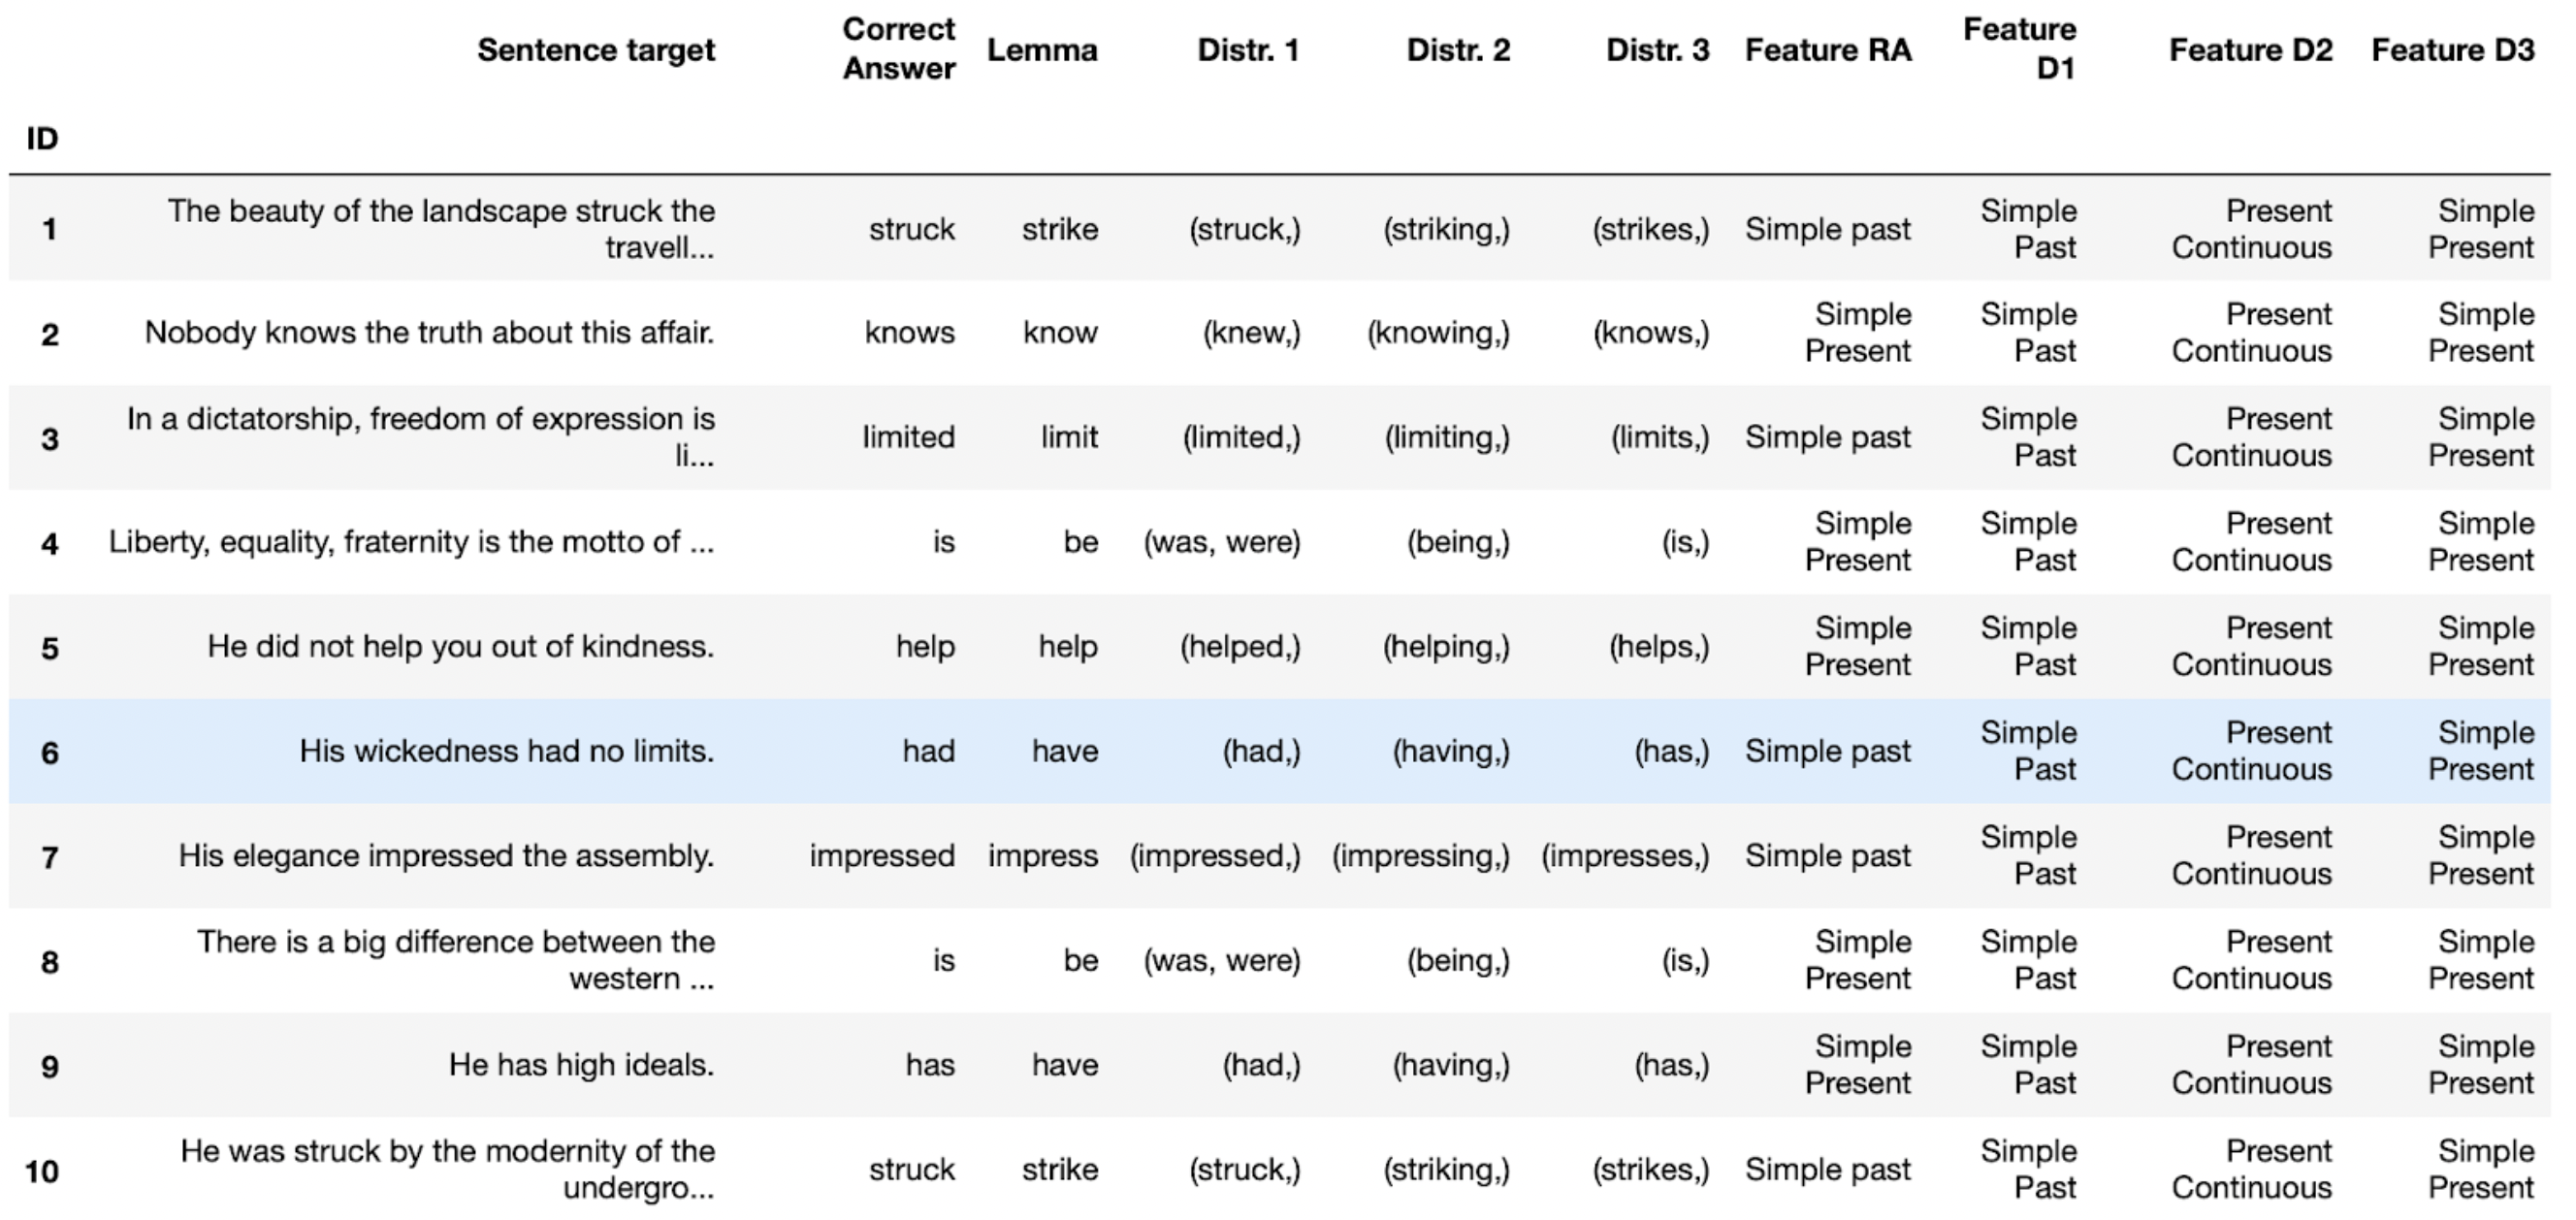 Sentence target Correct Answer Lemma Distr. 1 Distr. 2 Distr. 3 Feature RA Feature D1 Feature D2 Feature D3
ID
1 The beauty of the landscape struck the travell... struck strike (struck,) (striking,) (strikes,) Simple past Simple Past Present Continuous Simple Present
2 Nobody knows the truth about this affair. knows know (knew,) (knowing,) (knows,) Simple Present Simple Past Present Continuous Simple Present
3 In a dictatorship, freedom of expression is li... limited limit (limited,) (limiting,) (limits,) Simple past Simple Past Present Continuous Simple Present
4 Liberty, equality, fraternity is the motto of ... is be (was, were) (being,) (is,) Simple Present Simple Past Present Continuous Simple Present
5 He did not help you out of kindness. help help (helped,) (helping,) (helps,) Simple Present Simple Past Present Continuous Simple Present
6 His wickedness had no limits. had have (had,) (having,) (has,) Simple past Simple Past Present Continuous Simple Present
7 His elegance impressed the assembly. impressed impress (impressed,) (impressing,) (impresses,) Simple past Simple Past Present Continuous Simple Present
8 There is a big difference between the western ... is be (was, were) (being,) (is,) Simple Present Simple Past Present Continuous Simple Present
9 He has high ideals. has have (had,) (having,) (has,) Simple Present Simple Past Present Continuous Simple Present
10 He was struck by the modernity of the undergro... struck strike (struck,) (striking,) (strikes,) Simple past Simple Past Present Continuous Simple Present